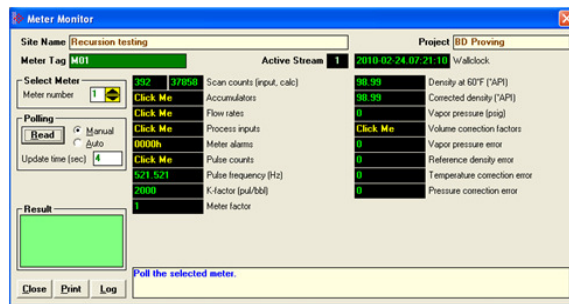 Meter Monitor
Site Name Recursion testing Project BD Proving
Meter Tag M01 Active Stream 1 2010-02-24.07:21:10 Wallclock
Select Meter
Meter number 1
Polling
Read Manual
Auto
Update time (sec) 4
Result
Close Print Log
392 37858 Scan counts (input, calc)
Click Me Accumulators
Click Me Flow rates
Click Me Process inputs
0000h Meter alarms
Click Me Pulse counts
521.521 Pulse frequency (Hz)
2000 K-factor (pul/bbl)
1 Meter factor
98.99 Density at 60°F (°API)
98.99 Corrected density (°API)
0 Vapor pressure (psig)
Click Me Volume correction factors
0 Vapor pressure error
0 Reference density error
0 Temperature correction error
0 Pressure correction error
Poll the selected meter.